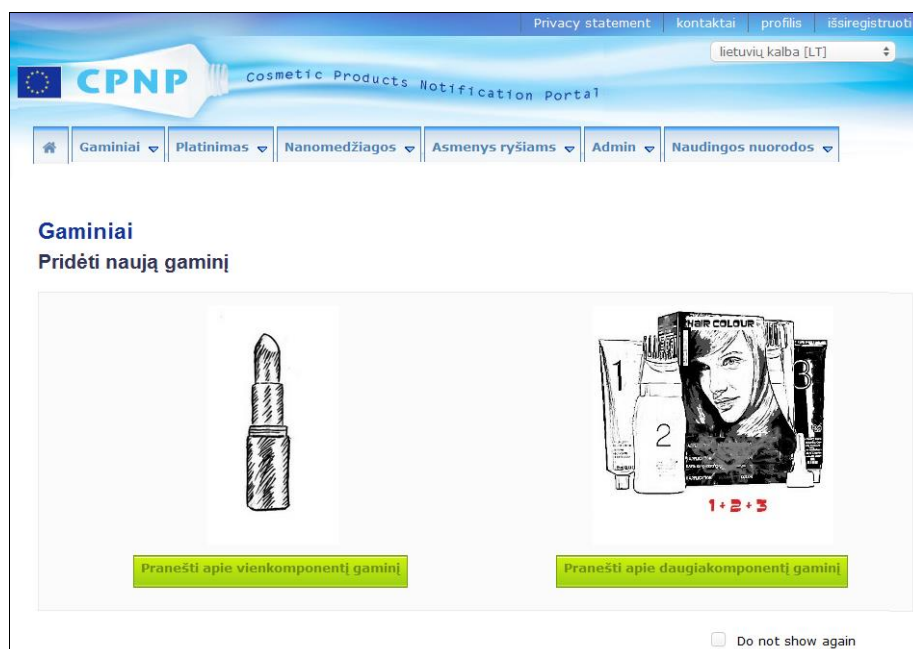 Privacy statement kontaktai profilis išsiregistruoti
lietuvių kalba [LT]
CPNP Cosmetic Products Notification Portal
Gaminiai Platinimas Nanomedžiagos Asmenys ryšiams Admin Naudingos nuorodos
Gaminiai
Pridėti naują gaminį
HAIR COLOUR
1
3
2
1+2+3
Pranešti apie vienkomponentį gaminį
Pranešti apie daugiakomponentį gaminį
Do not show again